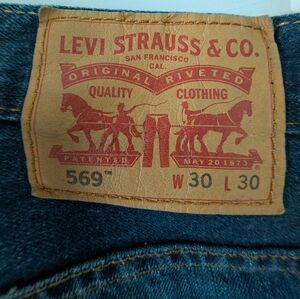 LEVI STRAUSS & CO.
SAN FRANCISCO
CAL.
ORIGINAL RIVETED
QUALITY CLOTHING
PATENTED MAY 20 1873
569™ W 30 L 30